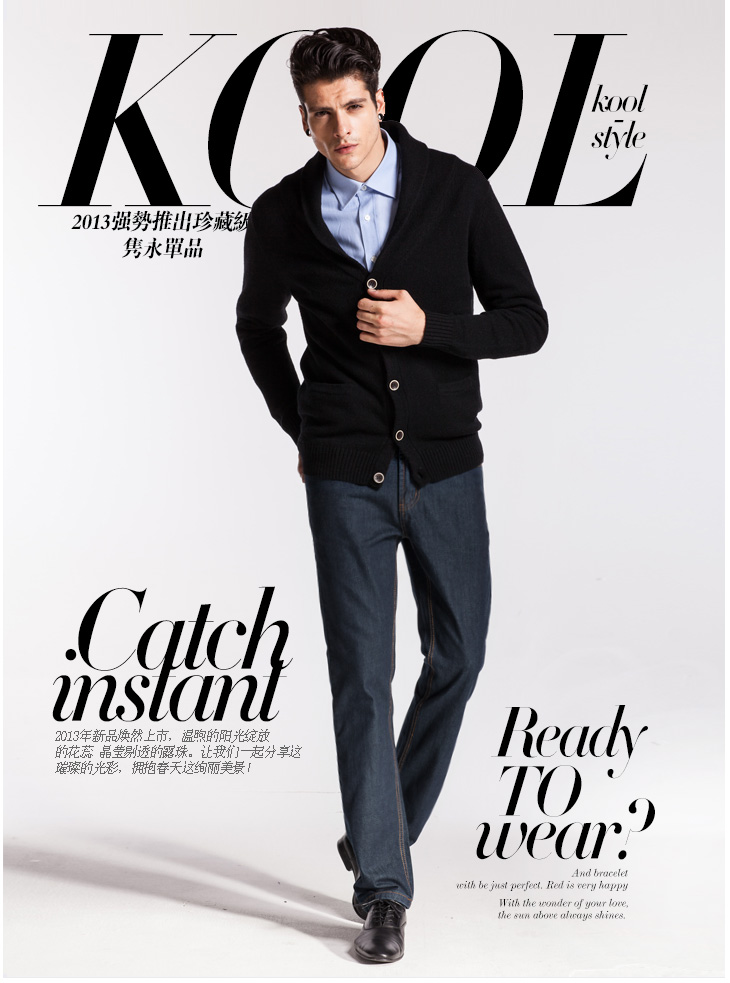 KOOL
kool
style
2013强勢推出珍藏級
隽永單品
.Catch
instant
2013年新品焕然上市，温煦的阳光绽放
的花蕊 晶莹剔透的露珠。让我们一起分享这
璀璨的光彩，拥抱春天这绚丽美景！
Ready
TO
wear?
And bracelet
with be just perfect. Red is very happy
With the wonder of your love,
the sun above always shines.